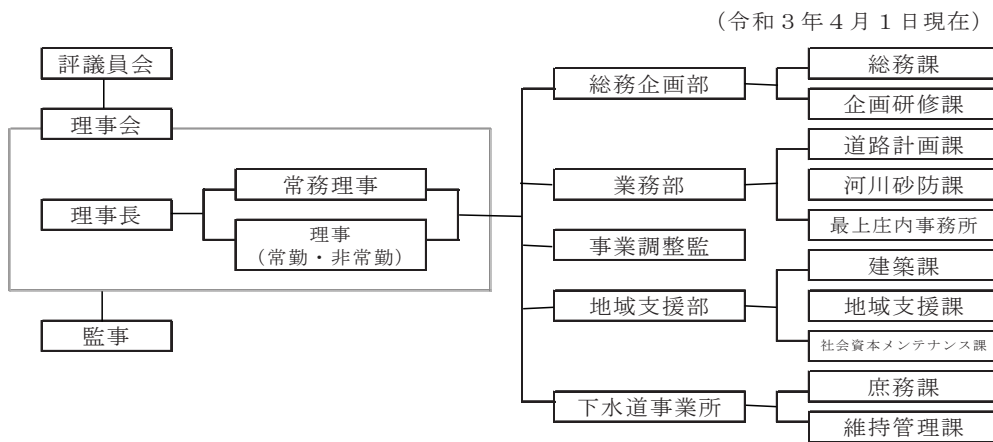 （令和３年４月１日現在）
評議員会
理事会
理事長
常務理事
理事
（常勤・非常勤）
監事
総務企画部
総務課
企画研修課
業務部
道路計画課
河川砂防課
最上庄内事務所
事業調整監
地域支援部
建築課
地域支援課
社会資本メンテナンス課
下水道事業所
庶務課
維持管理課